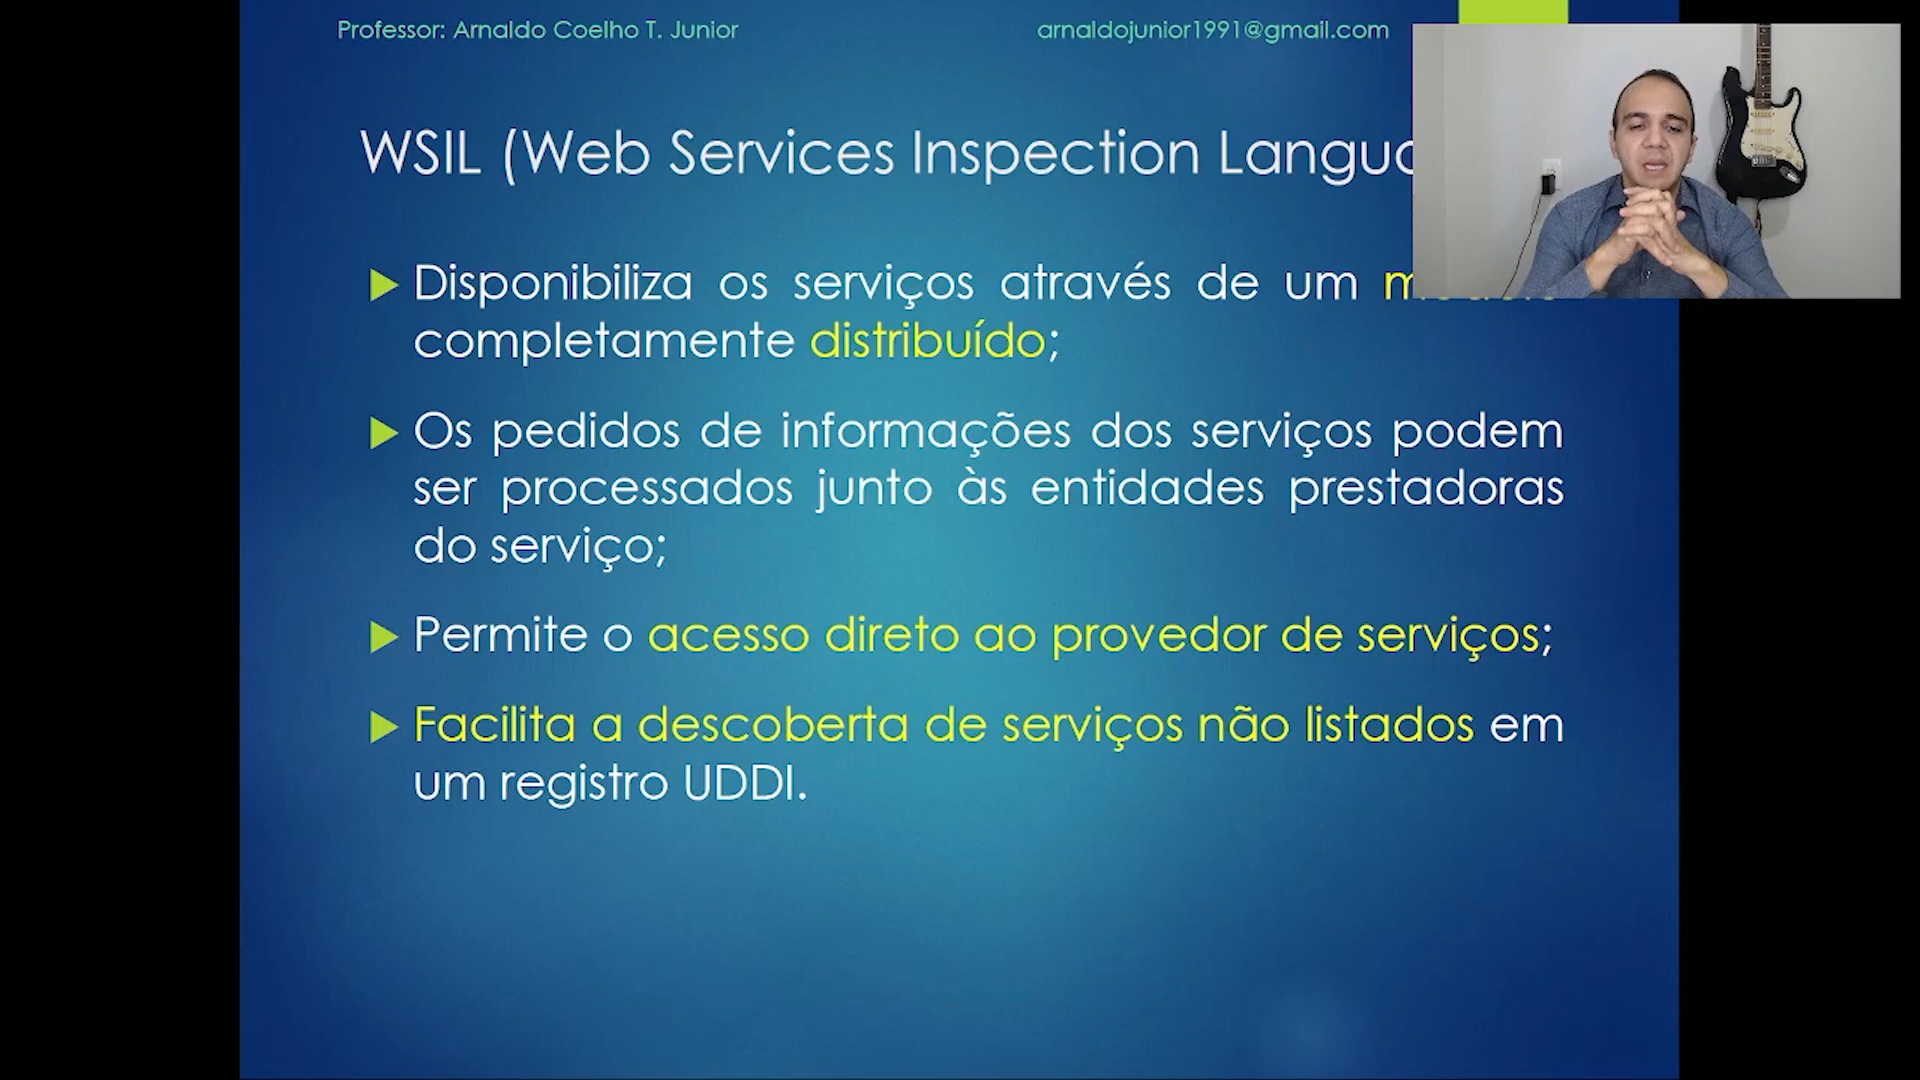 Professor: Arnaldo Coelho T. Junior arnaldojunior1991@gmail.com
WSIL (Web Services Inspection
Disponibiliza os serviços através de um
completamente distribuído;
Os pedidos de informações dos serviços podem
ser processados junto às entidades prestadoras
do serviço;
Permite o acesso direto ao provedor de serviços;
Facilita a descoberta de serviços não listados em
um registro UDDI.